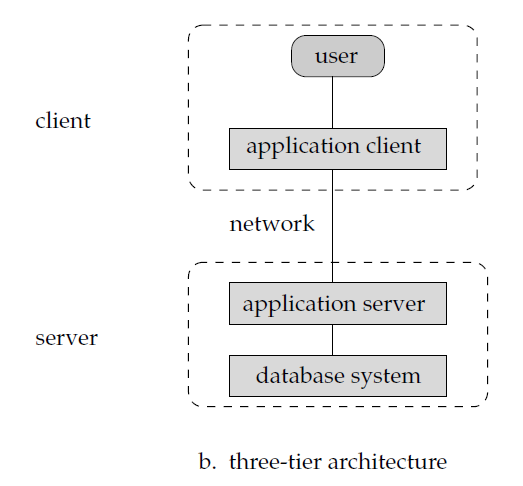 user
client
application client
network
application server
server
database system
b. three-tier architecture